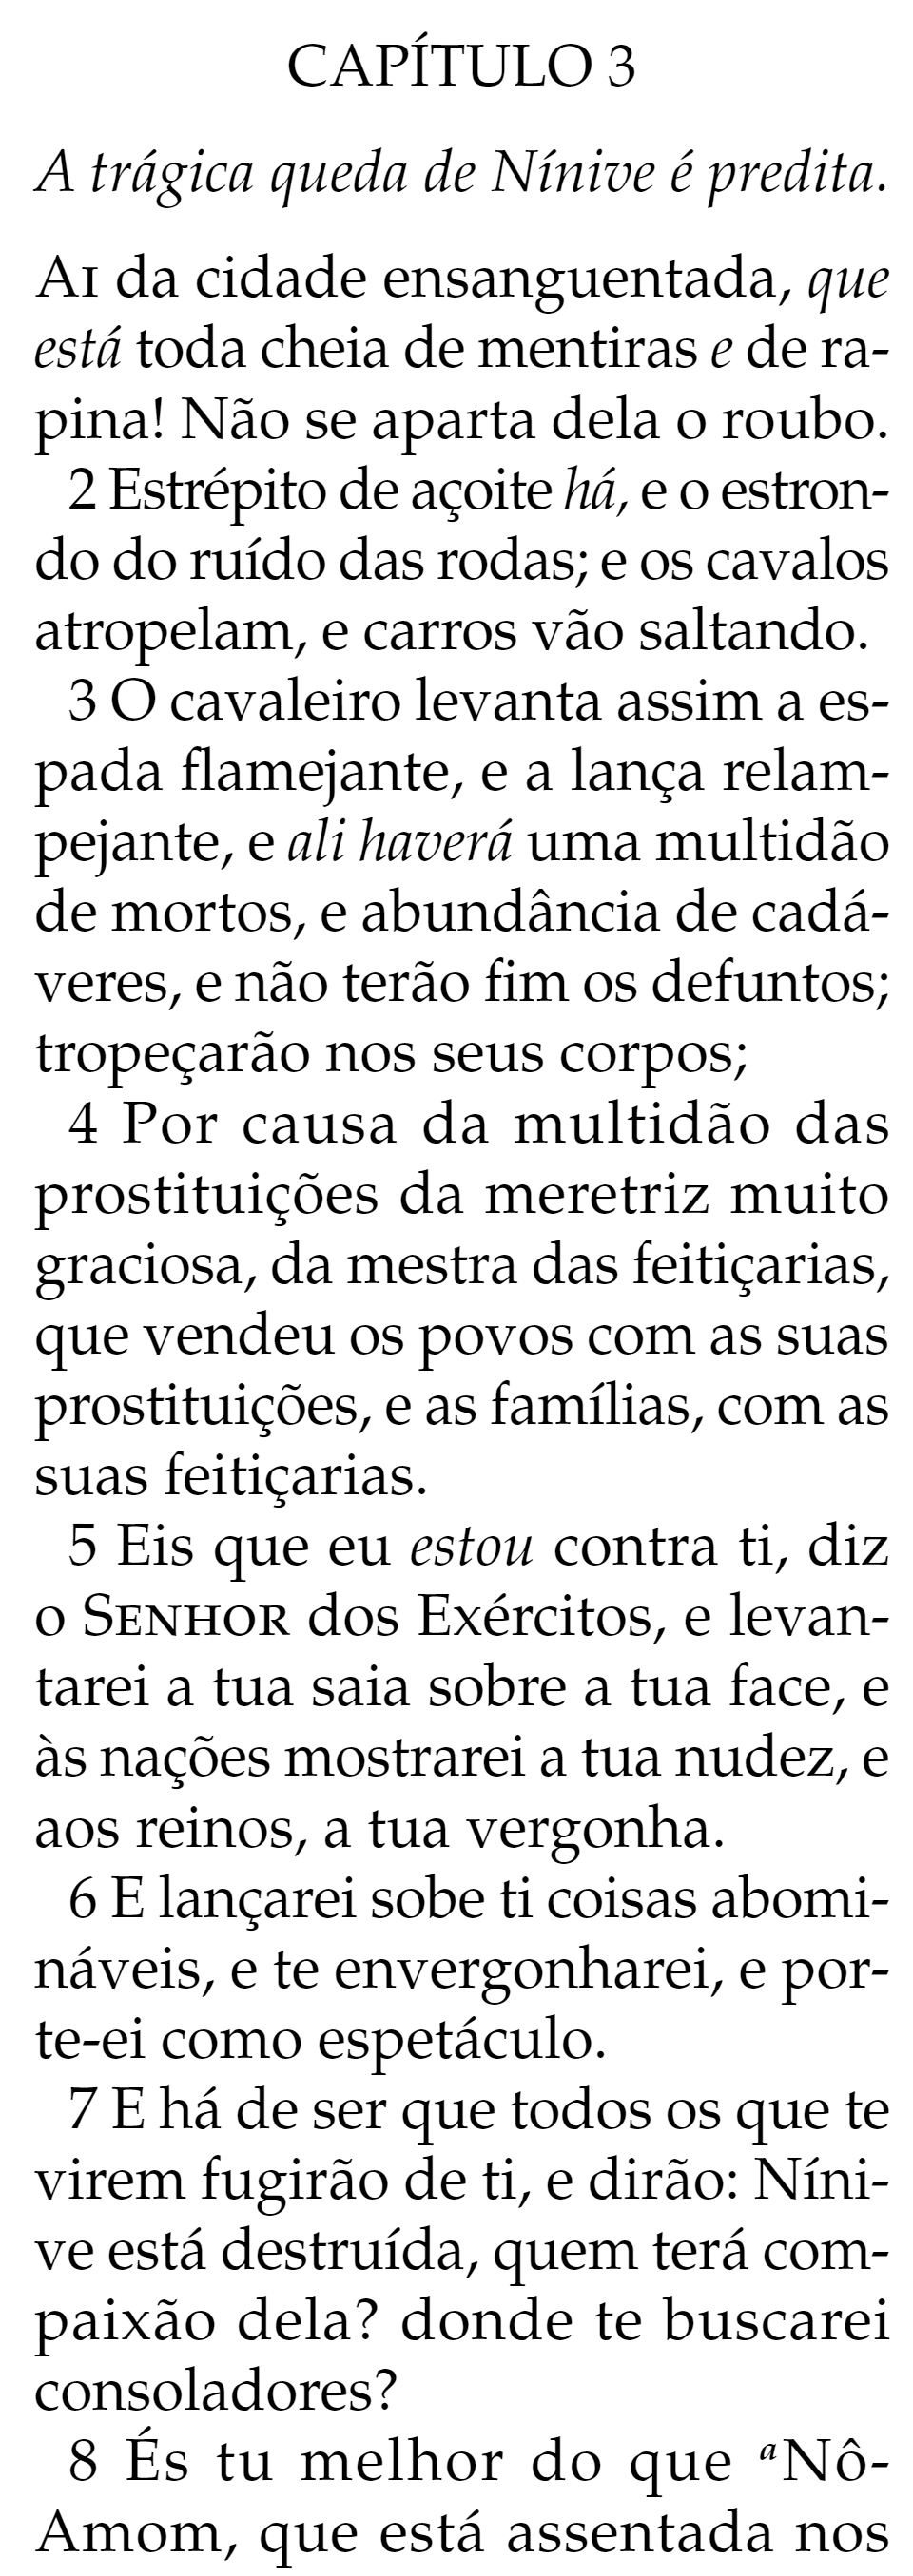 CAPÍTULO 3
A trágica queda de Nínive é predita.
AI da cidade ensanguentada, que
está toda cheia de mentiras e de ra-
pina! Não se aparta dela o roubo.
2 Estrépito de açoite há, e o estron-
do do ruído das rodas; e os cavalos
atropelam, e carros vão saltando.
3 O cavaleiro levanta assim a es-
pada flamejante, e a lança relam-
pejante, e ali haverá uma multidão
de mortos, e abundância de cadá-
veres, e não terão fim os defuntos;
tropeçarão nos seus corpos;
4 Por causa da multidão das
prostituições da meretriz muito
graciosa, da mestra das feitiçarias,
que vendeu os povos com as suas
prostituições, e as famílias, com as
suas feitiçarias.
5 Eis que eu estou contra ti, diz
o SENHOR dos Exércitos, e levan-
tarei a tua saia sobre a tua face, e
às nações mostrarei a tua nudez, e
aos reinos, a tua vergonha.
6 E lançarei sobe ti coisas abomi-
náveis, e te envergonharei, e por-
te-ei como espetáculo.
7 E há de ser que todos os que te
virem fugirão de ti, e dirão: Níni-
ve está destruída, quem terá com-
paixão dela? donde te buscarei
consoladores?
8 És tu melhor do que aNô-
Amom, que está assentada nos